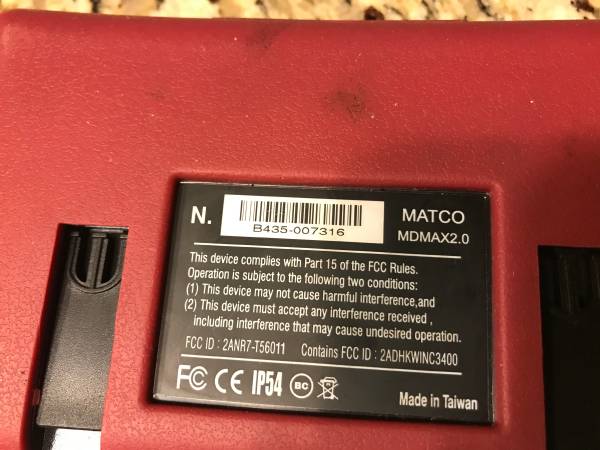 N.
B435-007316
MATCO
MDMAX2.0
This device complies with Part 15 of the FCC Rules.
Operation is subject to the following two conditions:
(1) This device may not cause harmful interference,and
(2) This device must accept any interference received ,
including interference that may cause undesired operation.
FCC ID : 2ANR7-T56011 Contains FCC ID : 2ADHKWINC3400
FC CE IP54 BC
Made in Taiwan